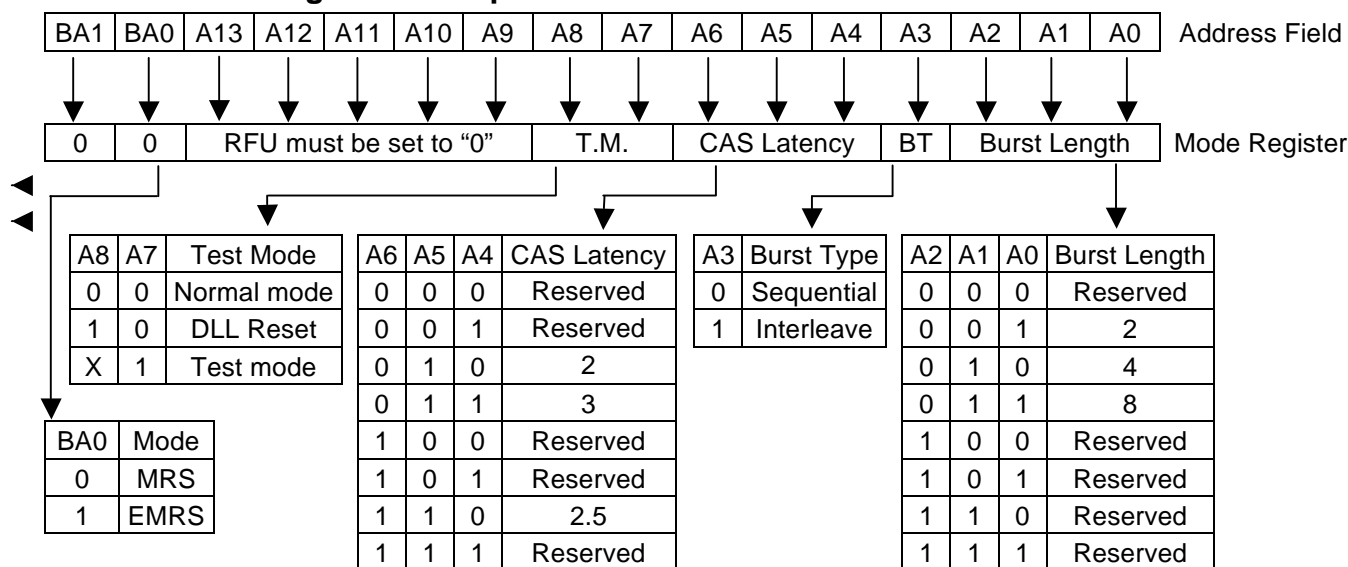 BA1 BA0 A13 A12 A11 A10 A9 A8 A7 A6 A5 A4 A3 A2 A1 A0 Address Field
0 0 RFU must be set to “0” T.M. CAS Latency BT Burst Length Mode Register
A8 A7 Test Mode
0 0 Normal mode
1 0 DLL Reset
X 1 Test mode
BA0 Mode
0 MRS
1 EMRS
A6 A5 A4 CAS Latency
0 0 0 Reserved
0 0 1 Reserved
0 1 0 2
0 1 1 3
1 0 0 Reserved
1 0 1 Reserved
1 1 0 2.5
1 1 1 Reserved
A3 Burst Type
0 Sequential
1 Interleave
A2 A1 A0 Burst Length
0 0 0 Reserved
0 0 1 2
0 1 0 4
0 1 1 8
1 0 0 Reserved
1 0 1 Reserved
1 1 0 Reserved
1 1 1 Reserved